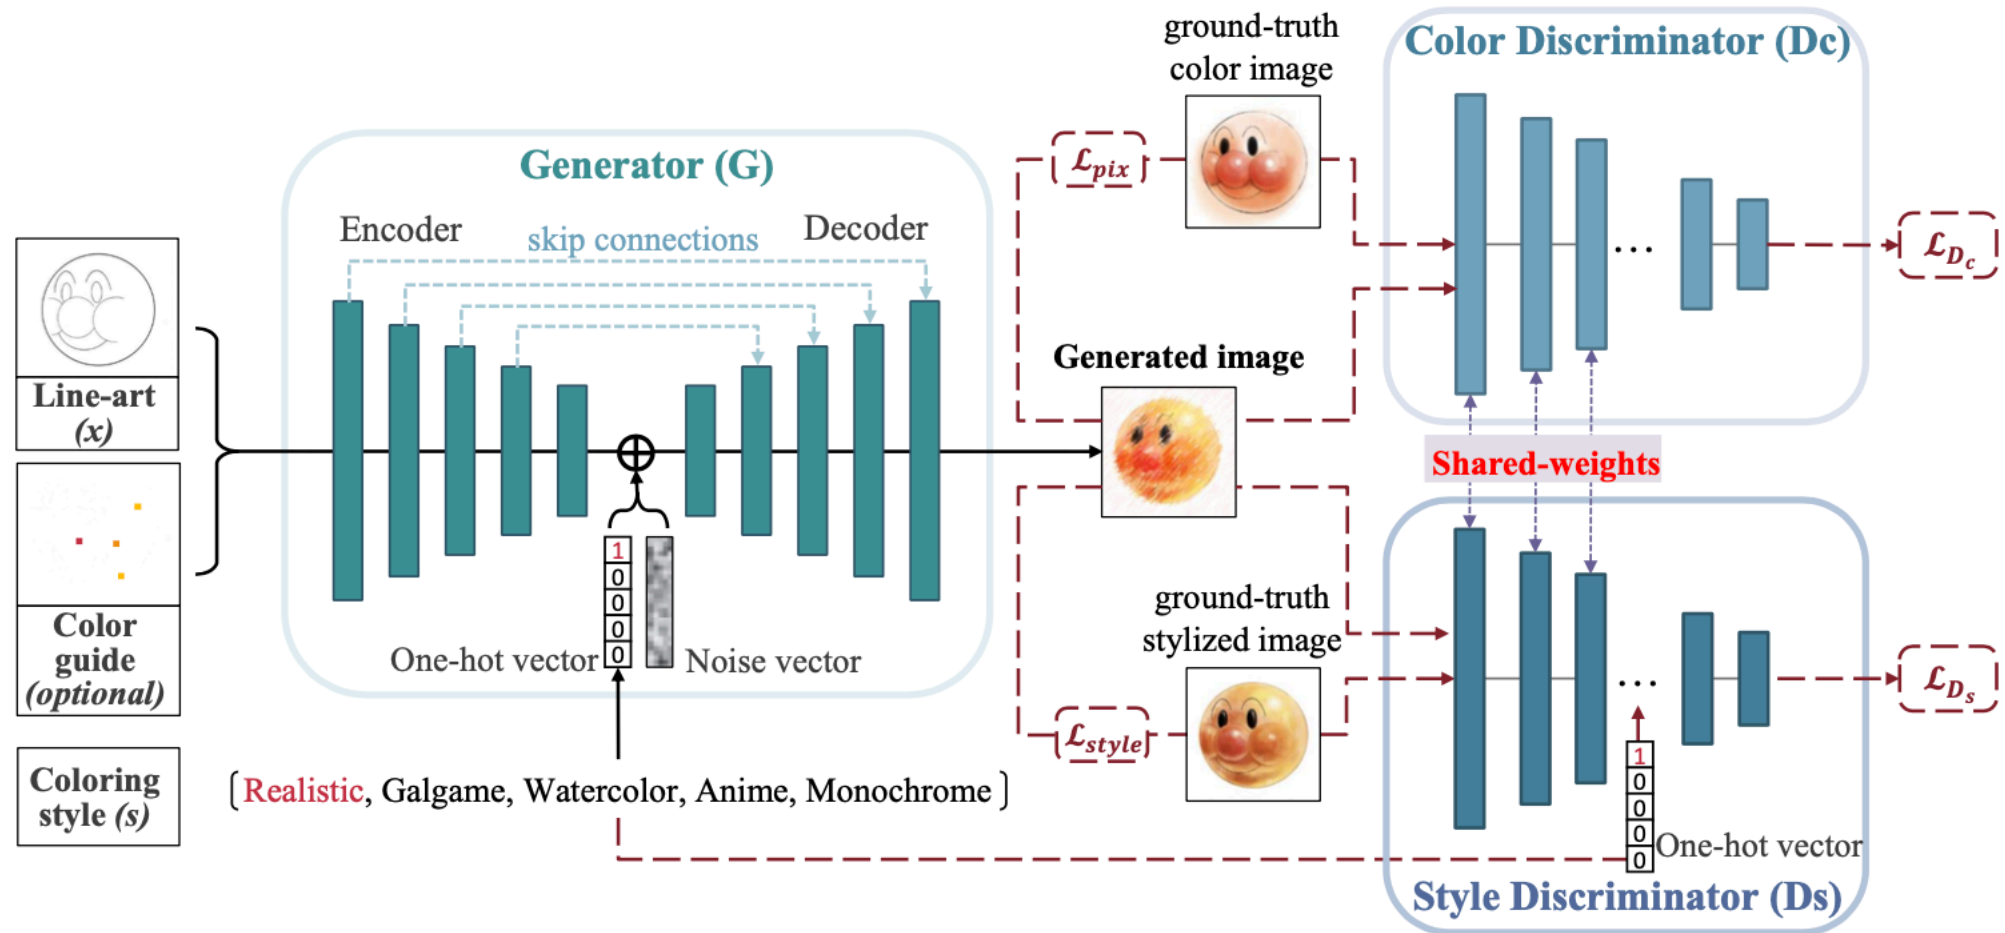 ground-truth
color image
Color Discriminator (Dc)
Generator (G)
ℒpix
Encoder
skip connections
Decoder
ℒDc
Line-art
(x)
Generated image
Shared-weights
Color
guide
(optional)
1
0
0
0
0
One-hot vector
Noise vector
ground-truth
stylized image
...
...
ℒDs
ℒstyle
Coloring
style (s)
[Realistic, Galgame, Watercolor, Anime, Monochrome]
1
0
0
0
0
One-hot vector
Style Discriminator (Ds)